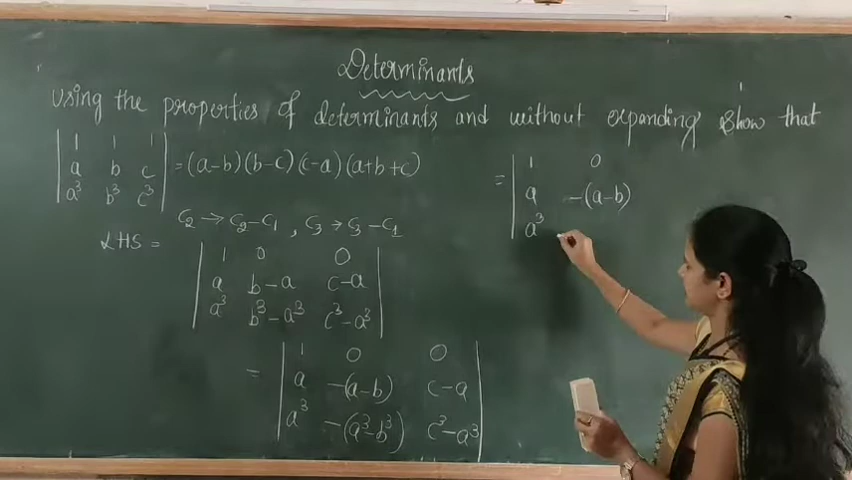 Determinants
Using the properties of determinants and without expanding show that
| 1 1 1 |
| a b c | = (a-b)(b-c)(c-a)(a+b+c)
| a³ b³ c³ |
C₂ → C₂-C₁ , C₃ → C₃-C₁
LHS =
| 1 0 0 |
| a b-a c-a |
| a³ b³-a³ c³-a³ |
=
| 1 0 0 |
| a -(a-b) c-a |
| a³ -(a³-b³) c³-a³ |
=
| 1 0
| a -(a-b)
| a³